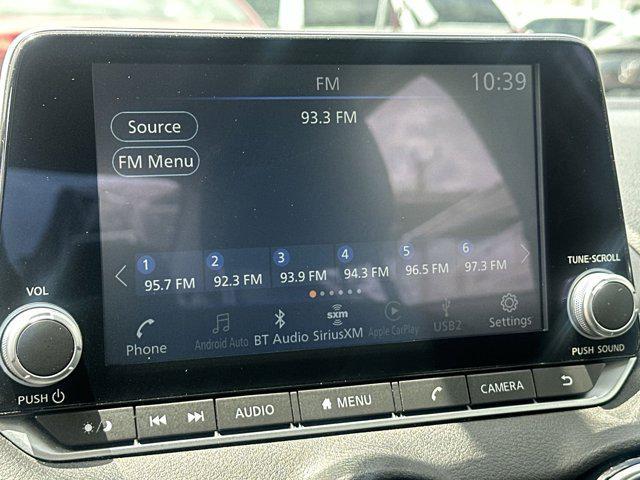 FM
10:39
93.3 FM
Source
FM Menu
1 2 3 4 5 6
95.7 FM 92.3 FM 93.9 FM 94.3 FM 96.5 FM 97.3 FM
VOL
TUNE-SCROLL
sxm
Phone Android Auto BT Audio SiriusXM Apple CarPlay USB2 Settings
PUSH
PUSH SOUND
AUDIO MENU CAMERA